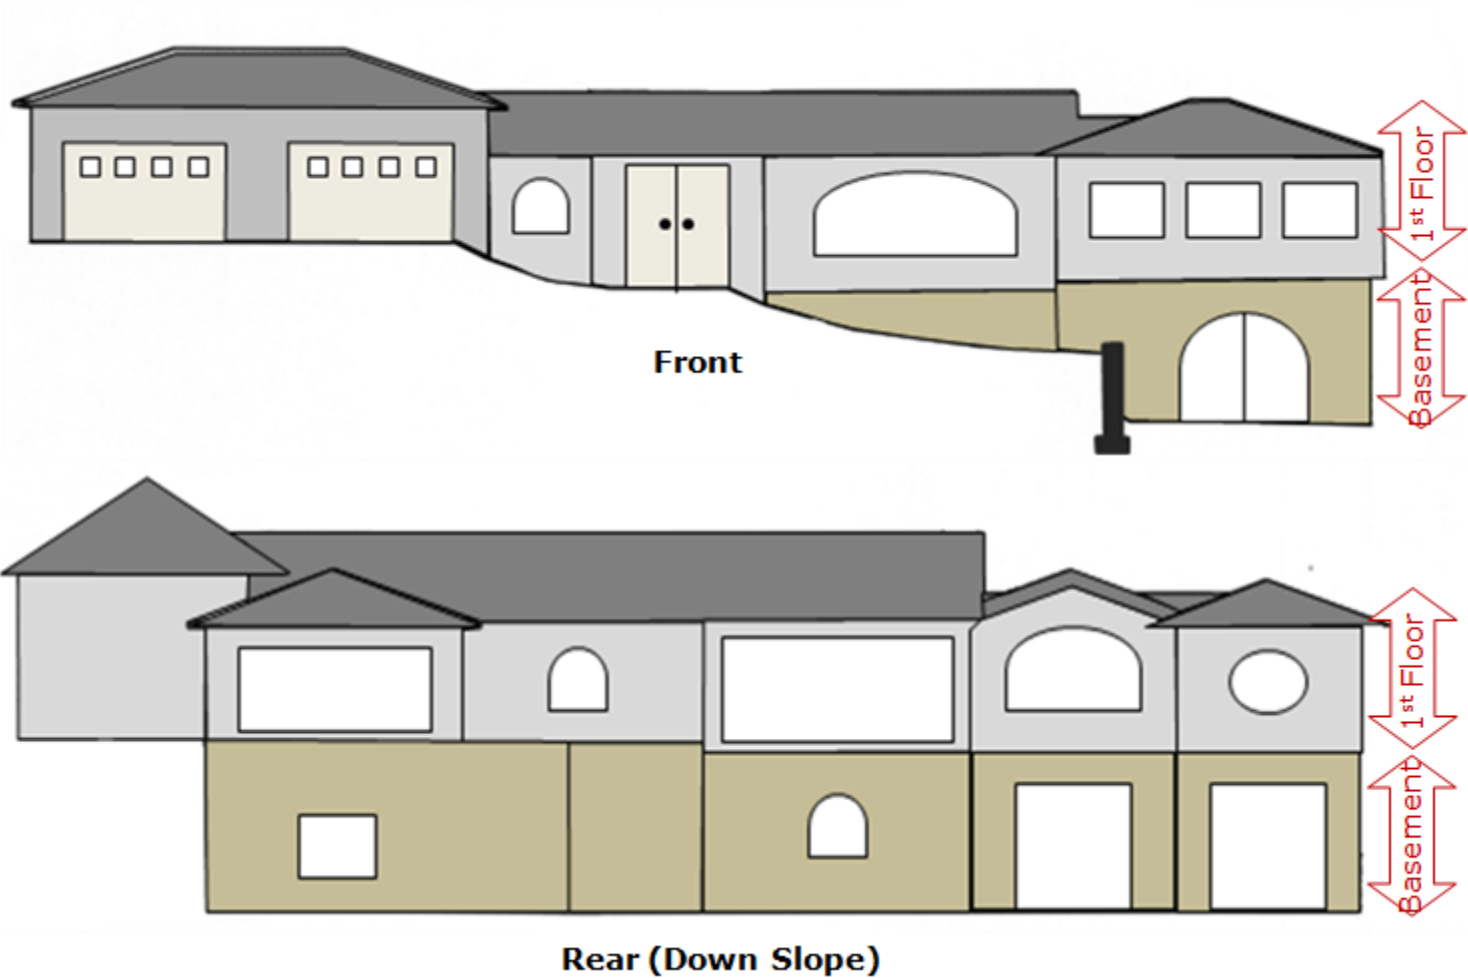 1st Floor
Basement
Front
1st Floor
Basement
Rear (Down Slope)